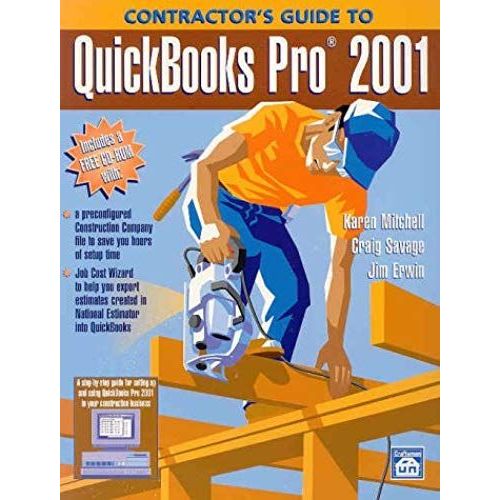 CONTRACTOR'S GUIDE TO
QuickBooks Pro® 2001
Includes a
FREE CD-ROM
With:
a preconfigured
Construction Company
file to save you hours
of setup time
Job Cost Wizard
to help you export
estimates created in
National Estimator
into QuickBooks
Karen Mitchell
Craig Savage
Jim Erwin
A step by step guide for setting up
and using QuickBooks Pro 2001
in your construction business
Craftsman